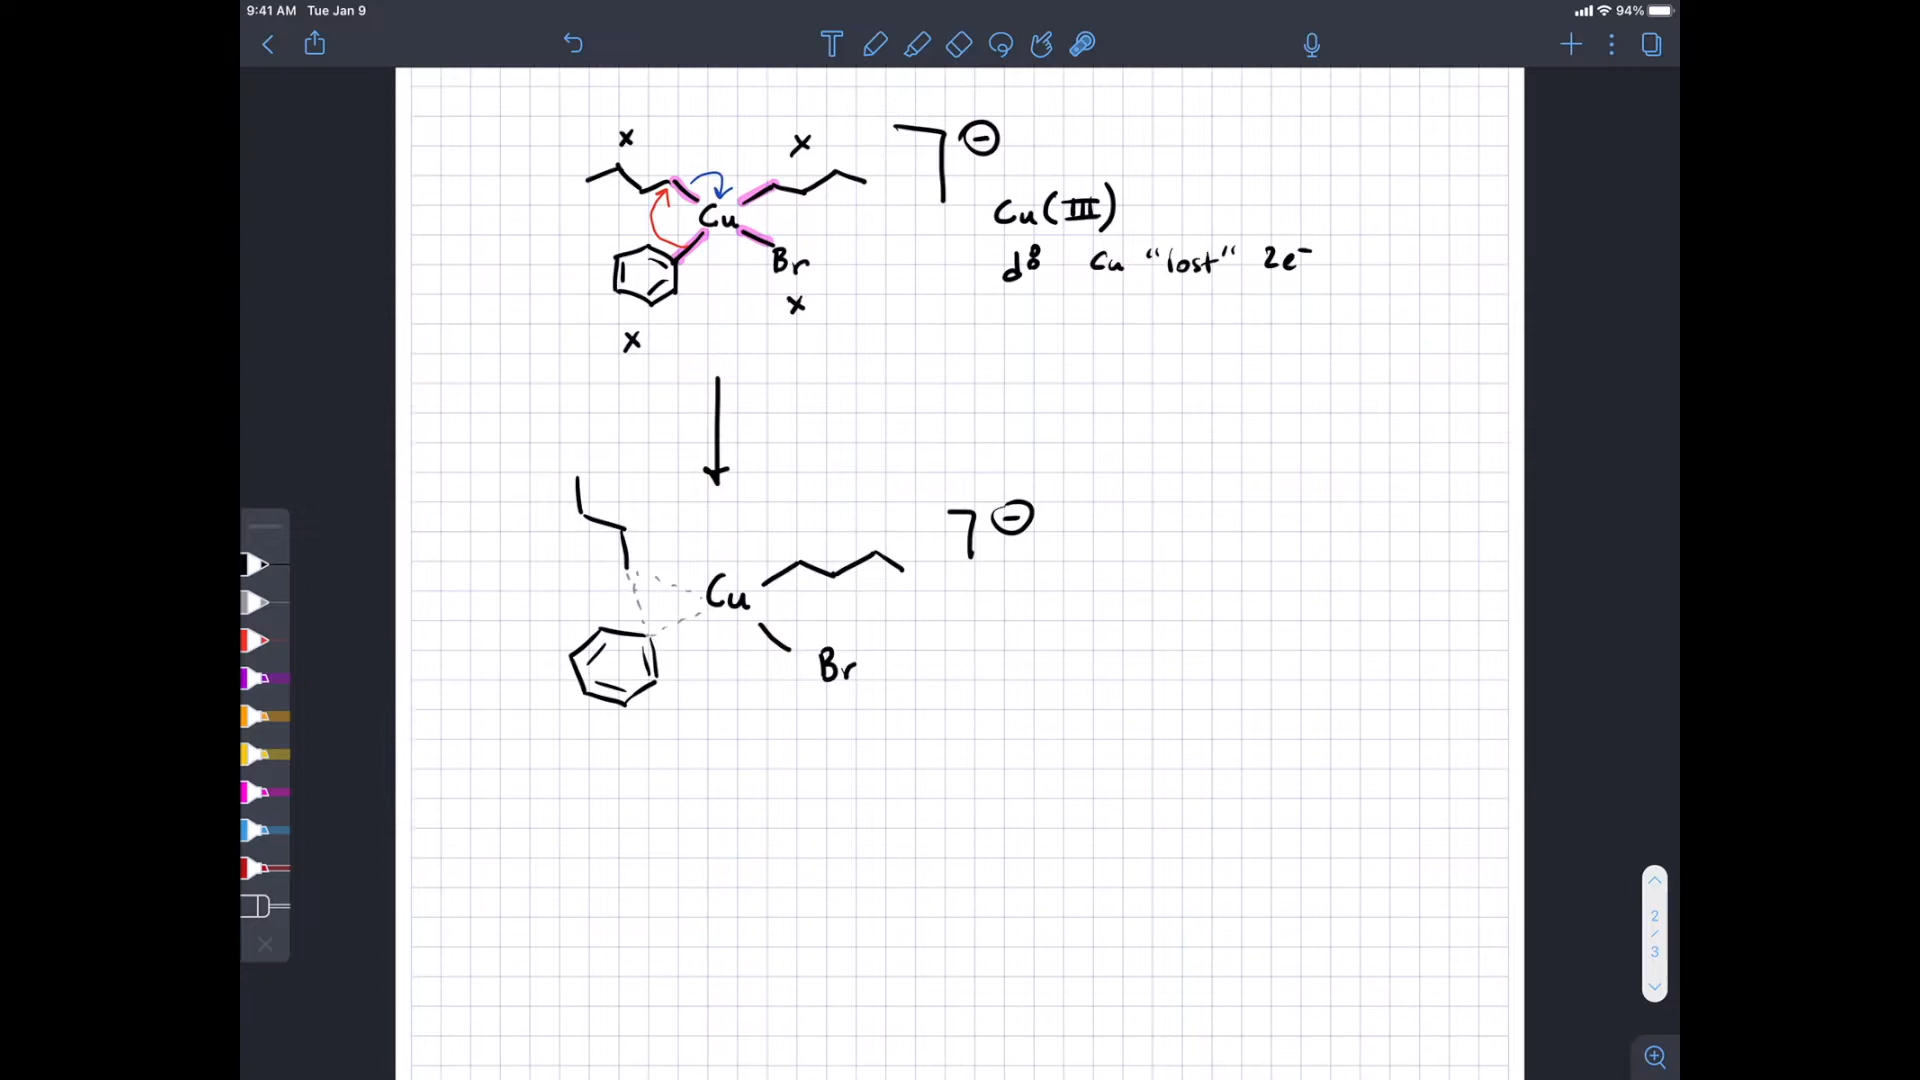 9:41 AM Tue Jan 9
94%
x
x
⊖
Cu
Cu(III)
Br
d⁸ Cu "lost" 2e⁻
x
x
⊖
Cu
Br
2
/
3